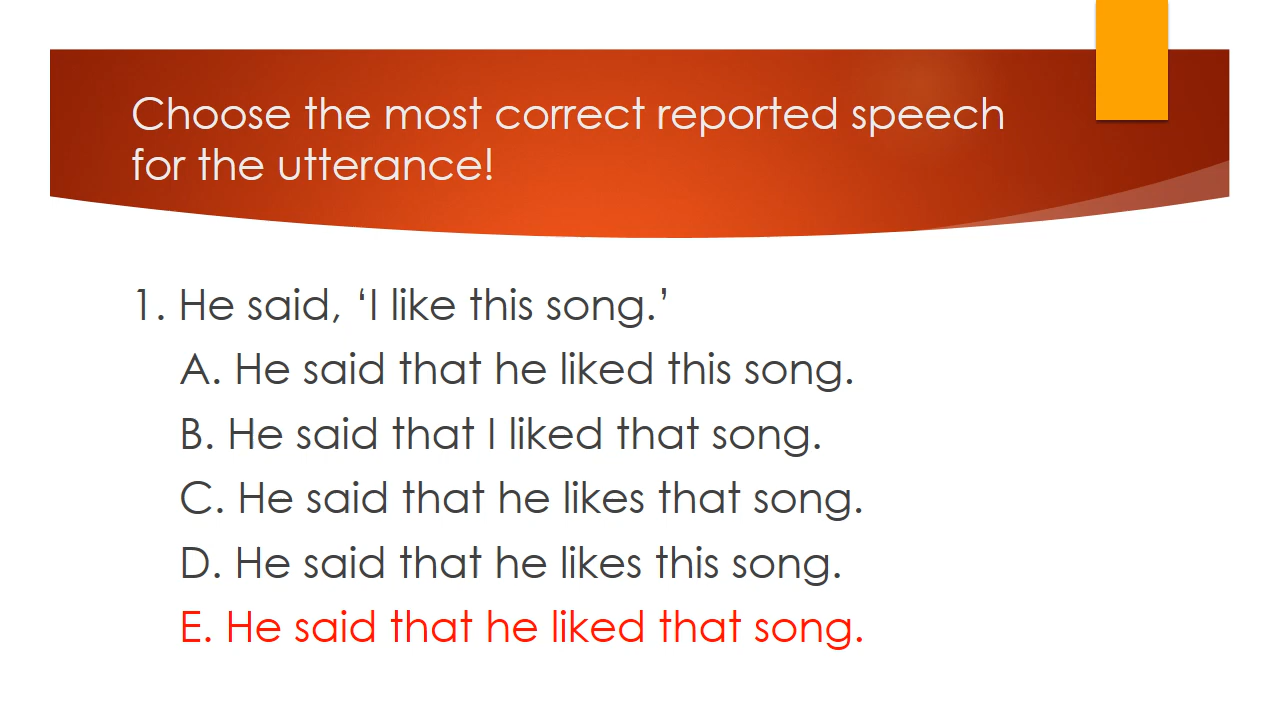 Choose the most correct reported speech
for the utterance!
1. He said, ‘I like this song.’
A. He said that he liked this song.
B. He said that I liked that song.
C. He said that he likes that song.
D. He said that he likes this song.
E. He said that he liked that song.